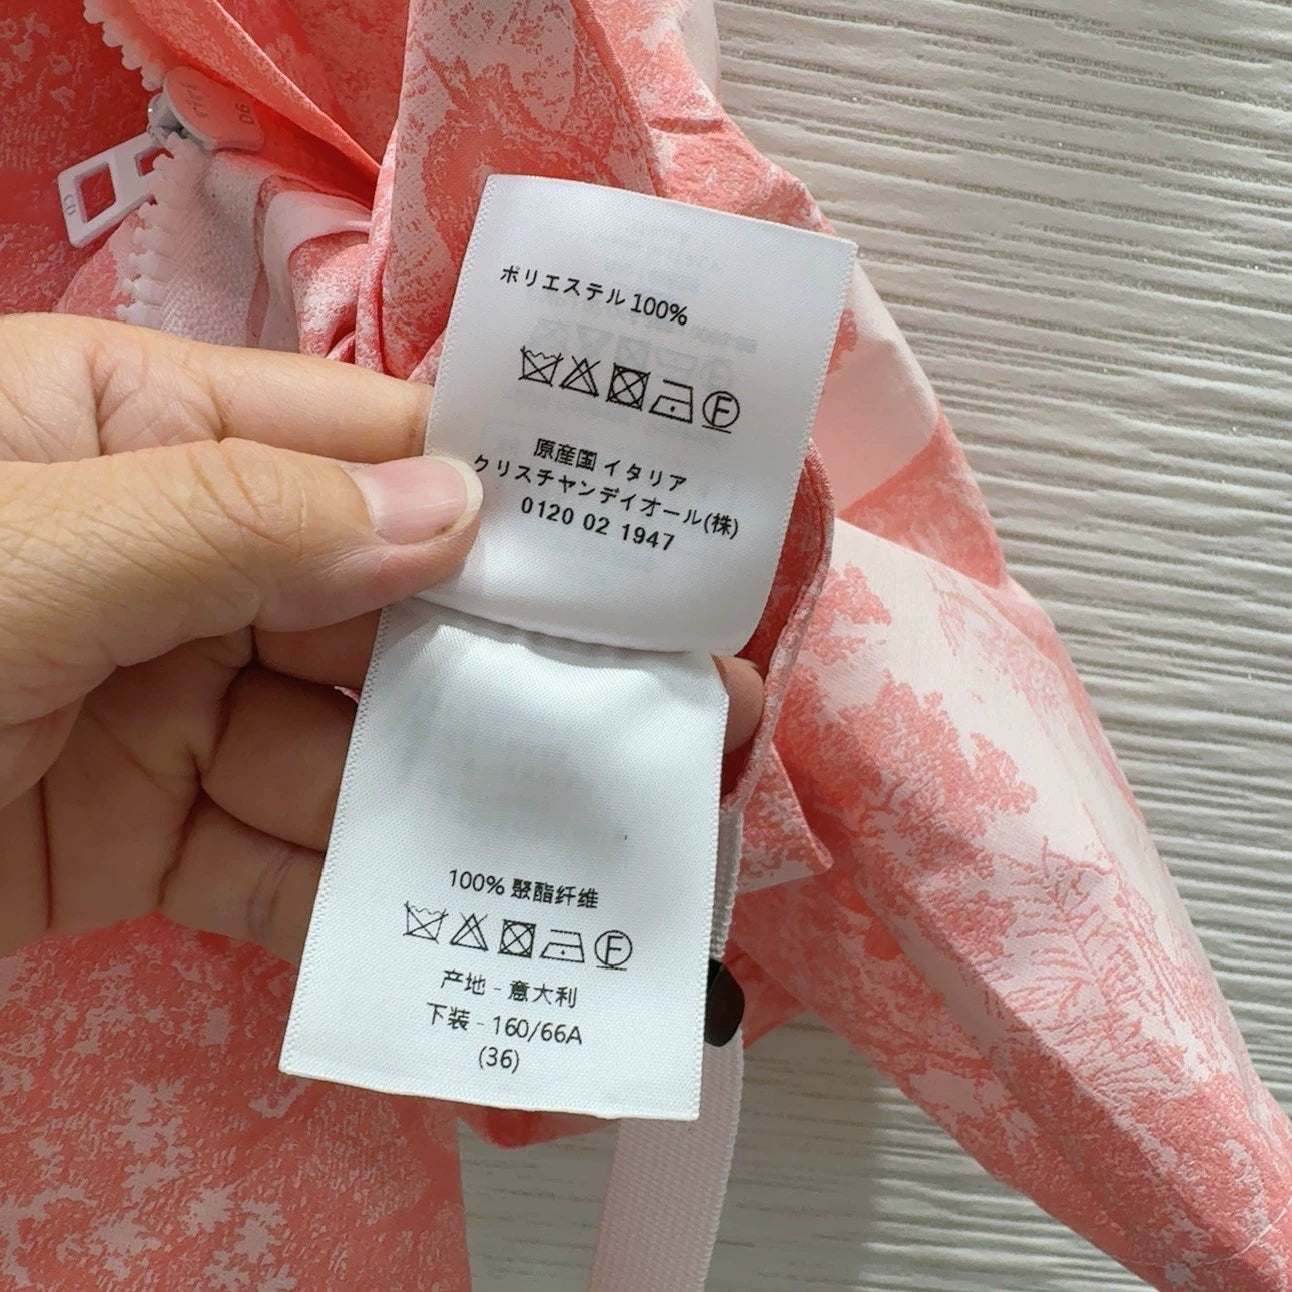 CD
ポリエステル 100%
F
原産国 イタリア
クリスチャンディオール(株)
0120 02 1947
100% 聚酯纤维
F
产地 - 意大利
下装 - 160/66A
(36)